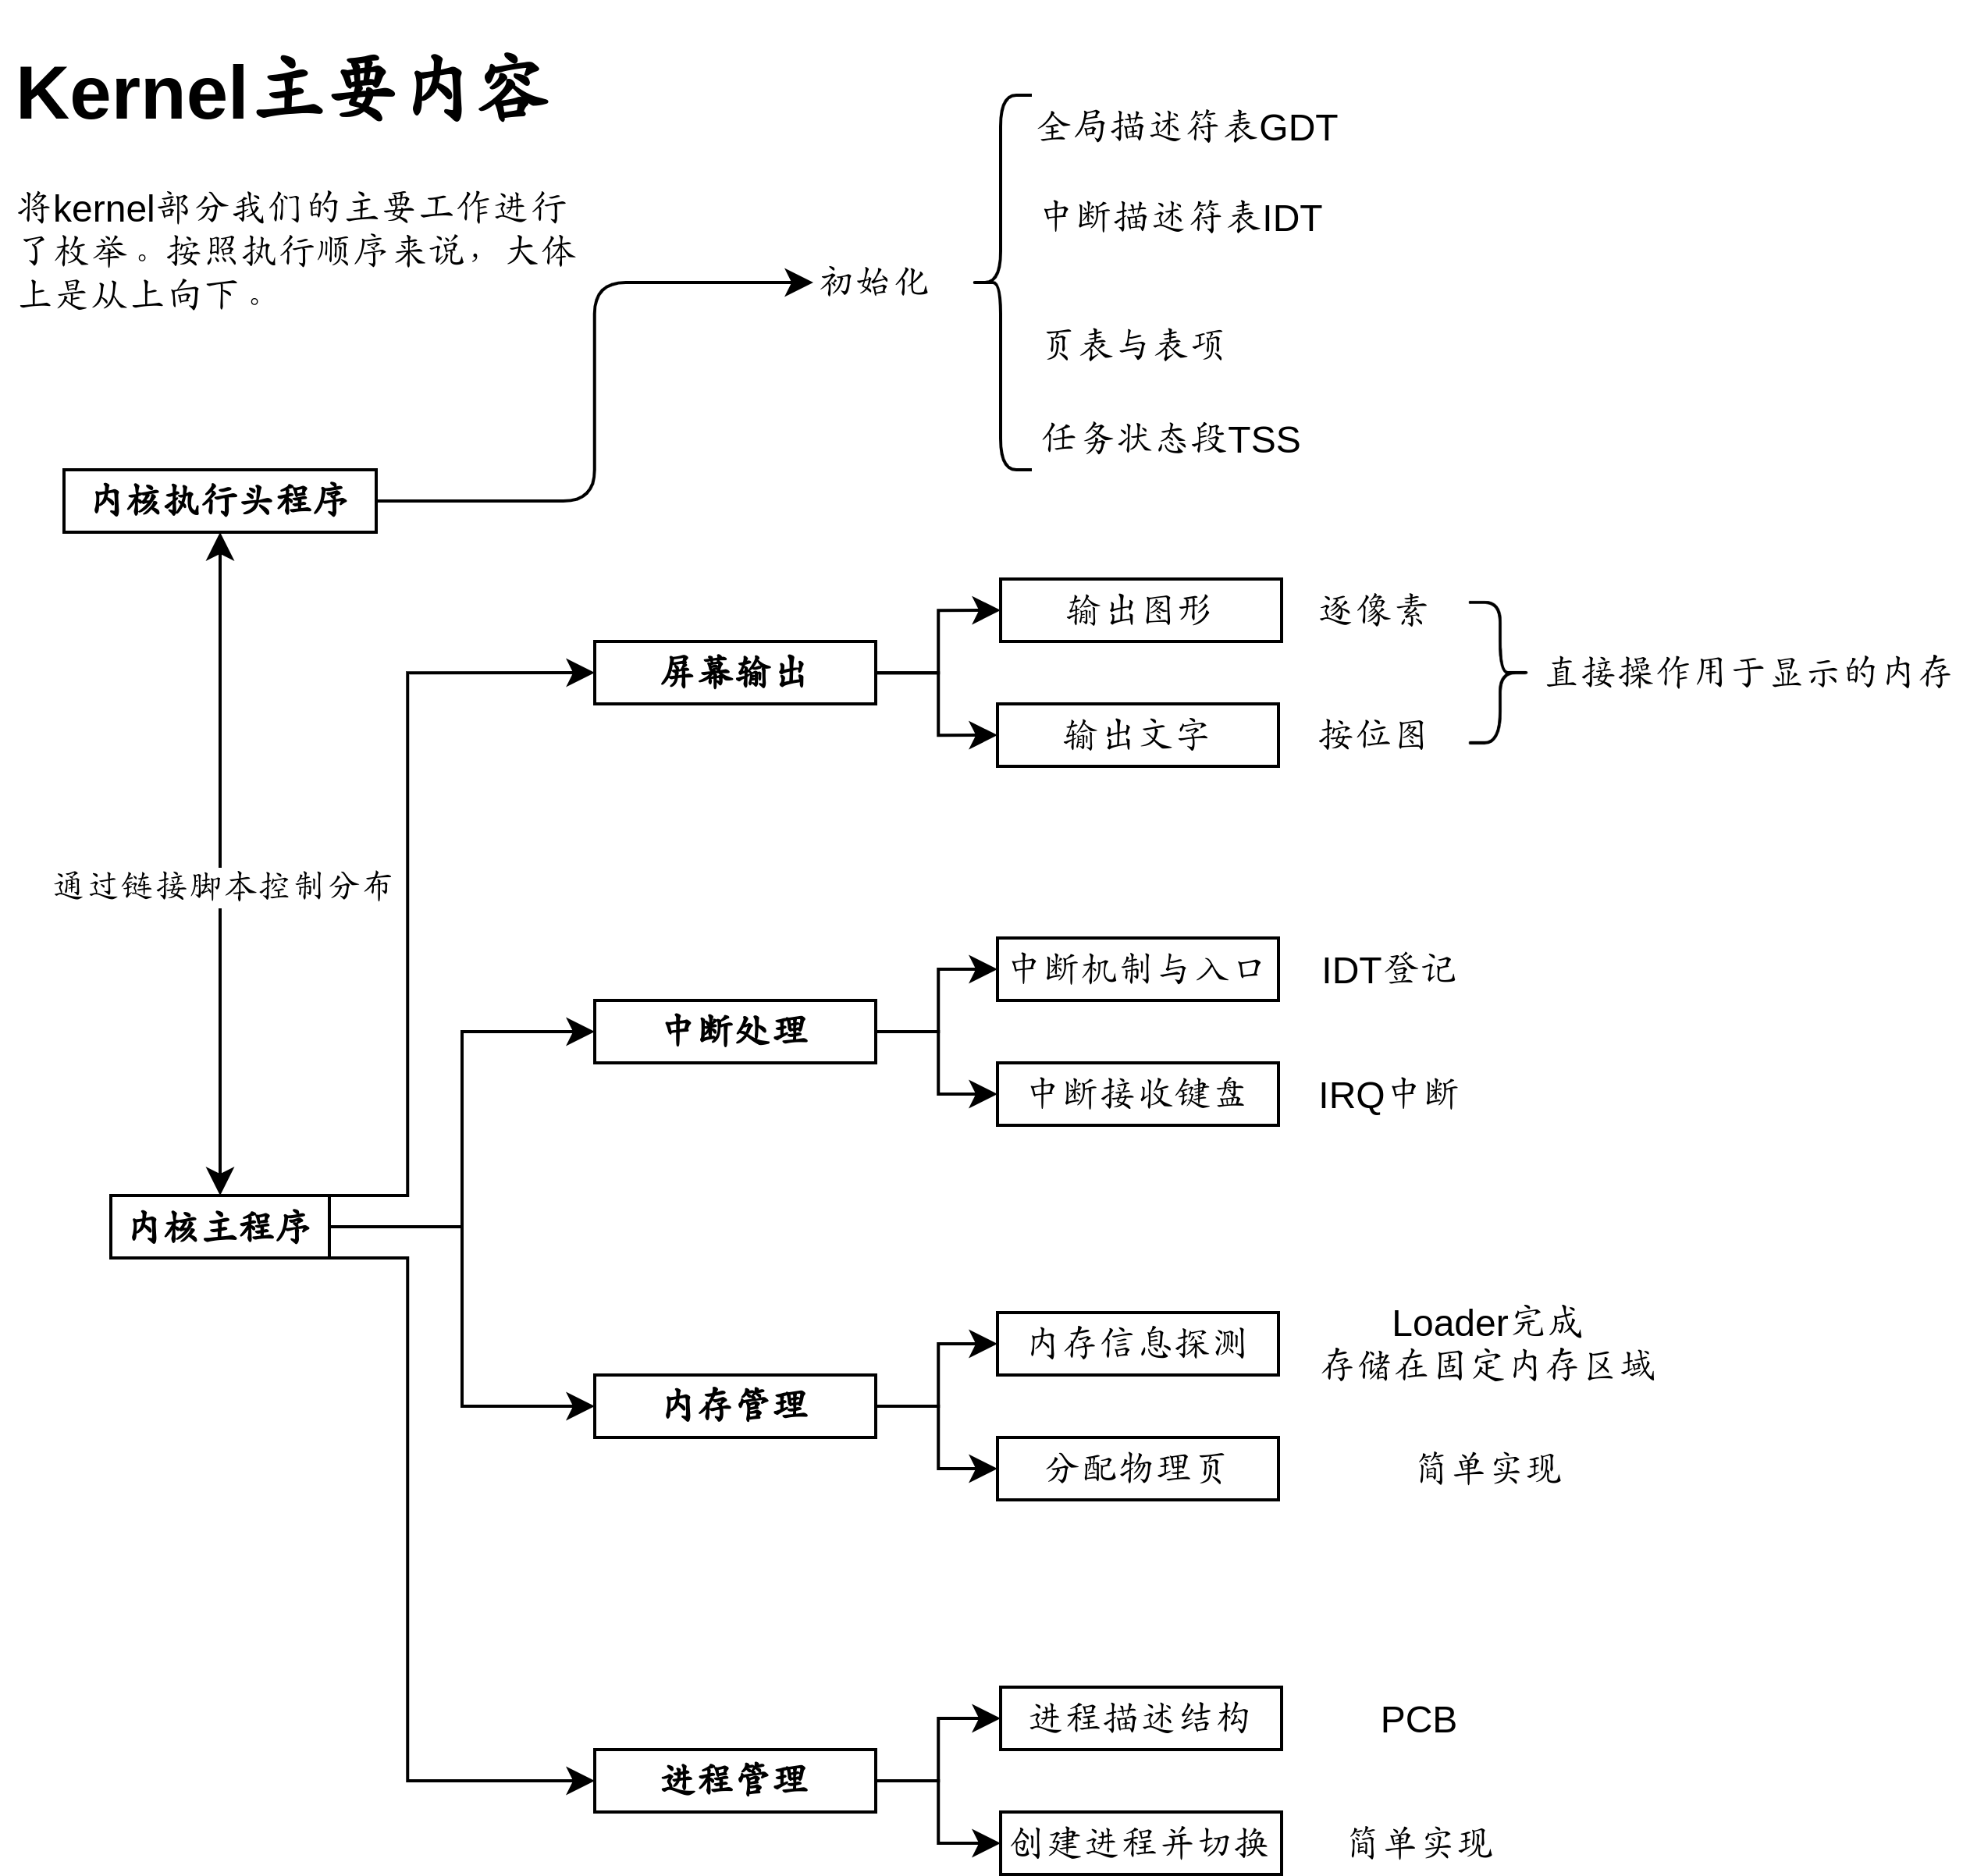 Kernel主要内容
将kernel部分我们的主要工作进行
了枚举。按照执行顺序来说，大体
上是从上向下。
全局描述符表GDT
中断描述符表IDT
初始化
页表与表项
任务状态段TSS
内核执行头程序
输出图形
逐像素
屏幕输出
直接操作用于显示的内存
输出文字
按位图
通过链接脚本控制分布
中断机制与入口
IDT登记
中断处理
中断接收键盘
IRQ中断
内核主程序
内存信息探测
Loader完成
存储在固定内存区域
内存管理
分配物理页
简单实现
进程描述结构
PCB
进程管理
创建进程并切换
简单实现